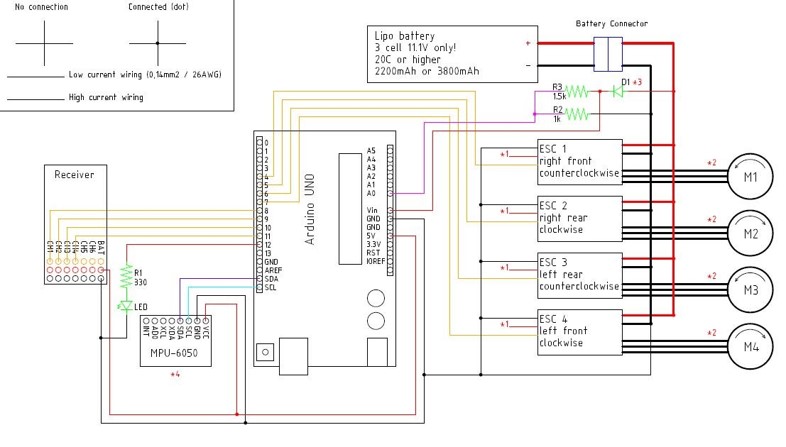 No connection
Connected (dot)
Low current wiring (0,14mm2 / 26AWG)
High current wiring
Lipo battery
3 cell 11.1V only!
20C or higher
2200mAh or 3800mAh
+
-
Battery Connector
R3
1.5k
D1
*3
R2
1k
Receiver
CH1
CH2
CH3
CH4
CH5
CH6
BAT
R1
330
LED
Arduino UNO
0
1
2
3
4
5
6
7
8
9
10
11
12
13
GND
AREF
SDA
SCL
A5
A4
A3
A2
A1
A0
Vin
GND
GND
5V
3.3V
RST
IOREF
INT
AD0
XCL
XDA
SDA
SCL
GND
VCC
MPU-6050
*4
ESC 1
right front
counterclockwise
*1
*2
M1
ESC 2
right rear
clockwise
*1
*2
M2
ESC 3
left rear
counterclockwise
*1
*2
M3
ESC 4
left front
clockwise
*1
*2
M4